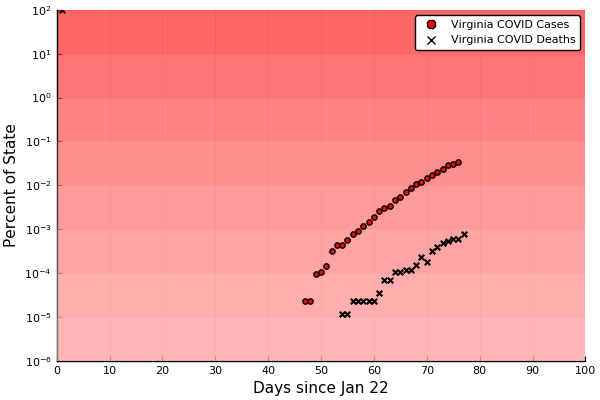 Percent of State
10²
10¹
10⁰
10⁻¹
10⁻²
10⁻³
10⁻⁴
10⁻⁵
10⁻⁶
Virginia COVID Cases
Virginia COVID Deaths
0 10 20 30 40 50 60 70 80 90 100
Days since Jan 22